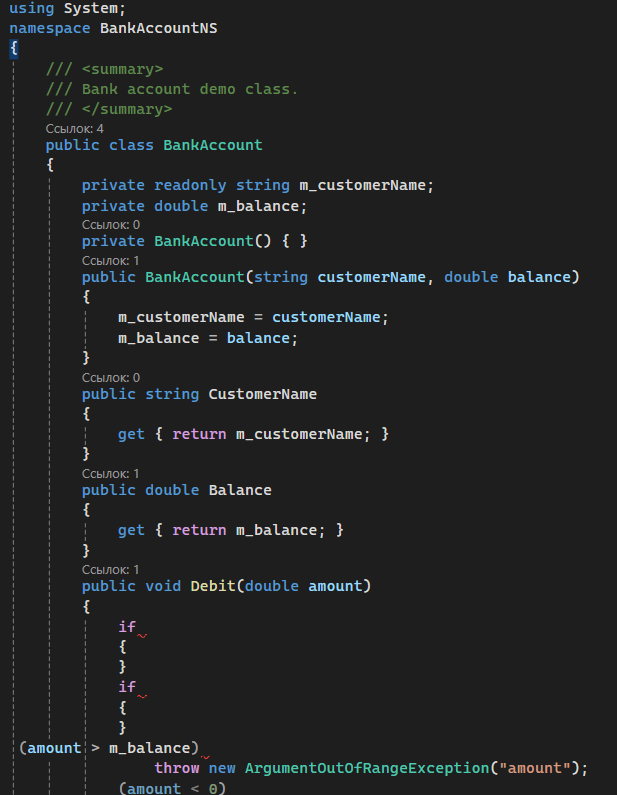 using System;
namespace BankAccountNS
{
/// <summary>
/// Bank account demo class.
/// </summary>
Ссылок: 4
public class BankAccount
{
private readonly string m_customerName;
private double m_balance;
Ссылок: 0
private BankAccount() { }
Ссылок: 1
public BankAccount(string customerName, double balance)
{
m_customerName = customerName;
m_balance = balance;
}
Ссылок: 0
public string CustomerName
{
get { return m_customerName; }
}
Ссылок: 1
public double Balance
{
get { return m_balance; }
}
Ссылок: 1
public void Debit(double amount)
{
if
{
}
if
{
}
(amount > m_balance)
throw new ArgumentOutOfRangeException("amount");
(amount < 0)